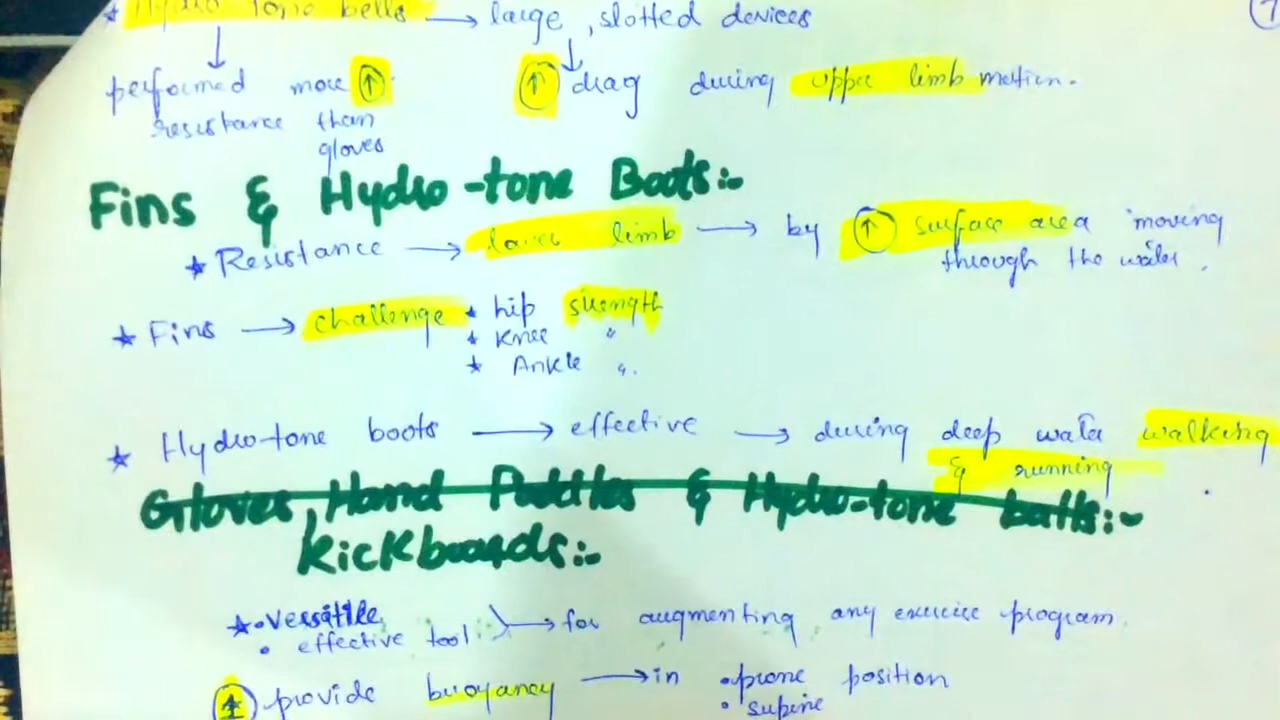 ★ Hydro tone bells → large, slotted devices
↓ ↓
performed more ↑ ↑ drag during upper limb motion.
resistance than
gloves
Fins & Hydro-tone Boots:-
★ Resistance → lower limb → by ↑ surface area moving
through the water.
★ Fins → challenge ★ hip strength
★ Knee "
★ Ankle "
★ Hydro-tone boots → effective → during deep water walking
& running
Gloves, Hand Paddles & Hydro-tone balls:-
Kickboards:-
★ • Versatile
• effective tool → for augmenting any exercise program
↑ provide buoyancy → in • prone position
• supine